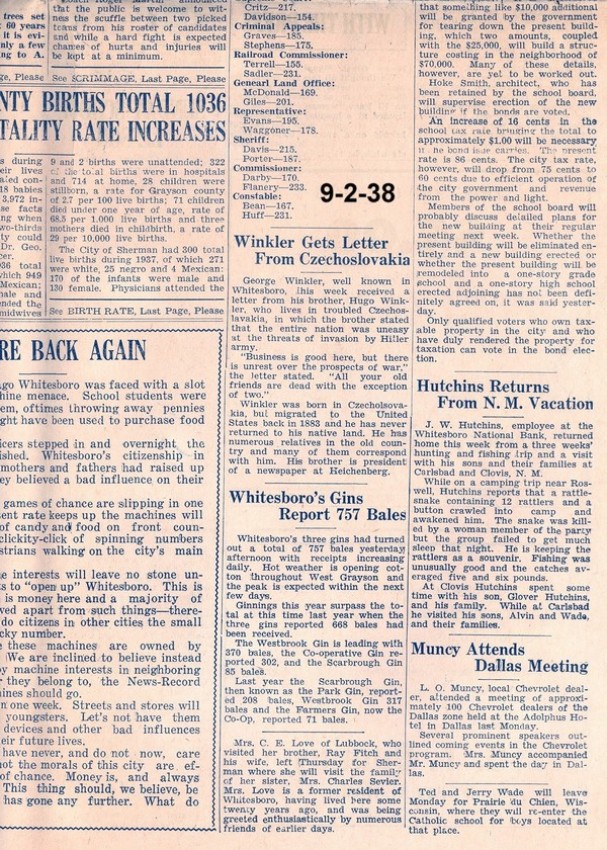 that the public is welcome to wit-
nes the scuffle between two picked
trans from his roster of candidates
and while a hard fight is expected
chances of hurts and injuries will
be kept at a minimum.
See SCRIMMAGE, Last Page, Please
trees set
60 years
it is evi-
nly a few
ng to A.
ge, Please
NTY BIRTHS TOTAL 1036
TALITY RATE INCREASES
s during
eir lives
ated con-
18 babies
3,972 in-
se facts
ng when
wo-thirds
ty could
Dr. Geo.
cer.
36 total
hich 949
Mexican;
ale and
ended the
midwives
9 and 2 births were unattended; 322
of the total births were in hospitals
and 714 at home, 28 children were
stillborn, a rate for Grayson county
of 2.7 per 100 live births; 71 children
died under one year of age, rate of
68.5 per 1.000 live births and three
mothers died in childbirth, a rate of
29 per 10,000 live births.
The City of Sherman had 300 total
live births during 1937, of which 271
were white, 25 negro and 4 Mexican:
170 of the infants were male and
130 female. Physicians attended the
See BIRTH RATE, Last Page, Please
RE BACK AGAIN
ago Whitesboro was faced with a slot
hine menace. School students were
em, oftimes throwing away pennies
ght have been used to purchase food
icers stepped in and overnight the
ished. Whitesboro's citizenship in
mothers and fathers had raised up
ey believed a bad influence on their
games of chance are slipping in one
ent rate keeps up the machines will
of candy and food on front coun-
clickity-click of spinning numbers
strians walking on the city's main
e interests will leave no stone un-
ts to "open up" Whitesboro. This is
is money here and a majority of
ved apart from such things—there-
do citizens in other cities the small
cky number.
these machines are owned by
We are inclined to believe instead
y machine interests in neighboring
r they belong to, the News-Record
ines should go.
n one week. Streets and stores will
youngsters. Let's not have them
devices and other bad influences
eir future lives.
have never, and do not now, care
not the morals of this city are ef-
of chance. Money is, and always
This thing should, we believe, be
has gone any further. What do
Critz—217.
Davidson—154.
Criminal Appeals:
Graves—185.
Stephens—175.
Railroad Commissioner:
Terrell—155.
Sadler—231.
Genearl Land Office:
McDonald—169.
Giles—201.
Representative:
Evans—195.
Waggoner—178.
Sheriff:
Davis—215.
Porter—187.
Commissioner:
Darby—170.
Flanery—233.
Constable:
Bean—167.
Huff—231.
9-2-38
Winkler Gets Letter
From Czechoslovakia
George Winkler, well known in
Whitesboro, this week received a
letter from his brother, Hugo Wink-
ler, who lives in troubled Czechos-
lavakia, in which the brother stated
that the entire nation was uneasy
at the threats of invasion by Hitler
army.
"Business is good here, but there
is unrest over the prospects of war,"
the letter stated. "All your old
friends are dead with the exception
of two."
Winkler was born in Czecholsova-
kia, but migrated to the United
States back in 1883 and he has never
returned to his native land. He has
numerous relatives in the old coun-
try and many of them correspond
with him. His brother is president
of a newspaper at Heichenberg.
Whitesboro's Gins
Report 757 Bales
Whitesboro's three gins had turned
out a total of 757 bales yesterday
afternoon with receipts increasing
daily. Hot weather is opening cot-
ton throughout West Grayson and
the peak is expected within the next
few days.
Ginnings this year surpass the to-
tal at this time last year when the
three gins reported 668 bales had
been received.
The Westbrook Gin is leading with
370 bales, the Co-operative Gin re-
ported 302, and the Scarbrough Gin
85 bales.
Last year the Scarbrough Gin,
then known as the Park Gin, report-
ed 208 bales, Westbrook Gin 317
bales and the Farmers Gin, now the
Co-Op, reported 71 bales.
Mrs. C. E. Love of Lubbock, who
visited her brother, Ray Fitch and
his wife, left Thursday for Sher-
man where she will visit the family
of her sister, Mrs. Charles Sevier.
Mrs. Love is a former resident of
Whitesboro, having lived here some
twenty years ago, and was being
greeted enthusiastically by numerous
friends of earlier days.
that something like $10,000 additional
will be granted by the government
for tearing down the present build-
ing, which two amounts, coupled
with the $25,000, will build a struc-
ture costing in the neighborhood of
$70,000. Many of these details,
however, are yet to be worked out.
Hoke Smith, architect, who has
been retained by the school board,
will supervise erection of the new
building if the bonds are voted.
An increase of 16 cents in the
school tax rate bringing the total to
approximately $1.00 will be necessary
if the bond issue carries. The present
rate is 86 cents. The city tax rate,
however, will drop from 75 cents to
60 cents due to efficient operation of
the city government and revenue
from the power and light.
Members of the school board will
probably discuss detailed plans for
the new building at their regular
meeting next week. Whether the
present building will be eliminated en-
tirely and a new building erected or
whether the present building will be
remodeled into a one-story grade
school and a one-story high school
erected adjoining has not been defi-
nitely agreed on, it was said yester-
day.
Only qualified voters who own tax-
able property in the city and who
have duly rendered the property for
taxation can vote in the bond elec-
tion.
Hutchins Returns
From N. M. Vacation
J. W. Hutchins, employee at the
Whitesboro National Bank, returned
home this week from a three weeks'
hunting and fishing trip and a visit
with his sons and their families at
Carlsbad and Clovis, N. M.
While on a camping trip near Ros-
well, Hutchins reports that a rattle-
snake containing 12 rattlers and a
button crawled into camp and
awakened him. The snake was kill-
ed by a woman member of the party
but the group failed to get much
sleep that night. He is keeping the
rattlers as a souvenir. Fishing was
unusually good and the catches av-
eraged five and six pounds.
At Clovis Hutchins spent some
time with his sons, Glover Hutchins,
and his family. While at Carlsbad
he visited his sons, Alvin and Wade,
and their families.
Muncy Attends
Dallas Meeting
L. O. Muncy, local Chevrolet deal-
er, attended a meeting of approxi-
mately 100 Chevrolet dealers of the
Dallas zone held at the Adolphus Ho-
tel in Dallas last Monday.
Several prominent speakers out-
lined coming events in the Chevrolet
program. Mrs. Muncy accompanied
Mr. Muncy and spent the day in Dal-
las.
Ted and Jerry Wade will leave
Monday for Prairie du Chien, Wis-
consin, where they will re-enter the
Catholic school for boys located at
that place.